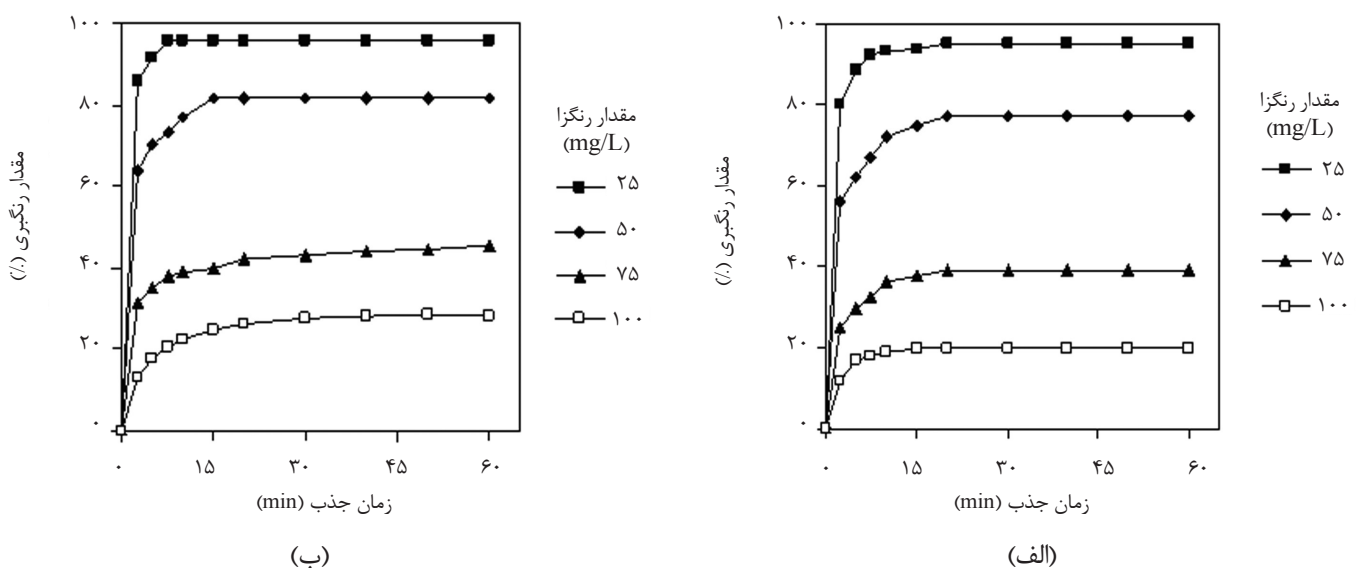 ۱۰۰
۸۰
۶۰
۴۰
۲۰
۰
مقدار رنگبری (٪)
۰ ۱۵ ۳۰ ۴۵ ۶۰
زمان جذب (min)
مقدار رنگزا
(mg/L)
۲۵
۵۰
۷۵
۱۰۰
(الف)
۱۰۰
۸۰
۶۰
۴۰
۲۰
۰
مقدار رنگبری (٪)
۰ ۱۵ ۳۰ ۴۵ ۶۰
زمان جذب (min)
مقدار رنگزا
(mg/L)
۲۵
۵۰
۷۵
۱۰۰
(ب)